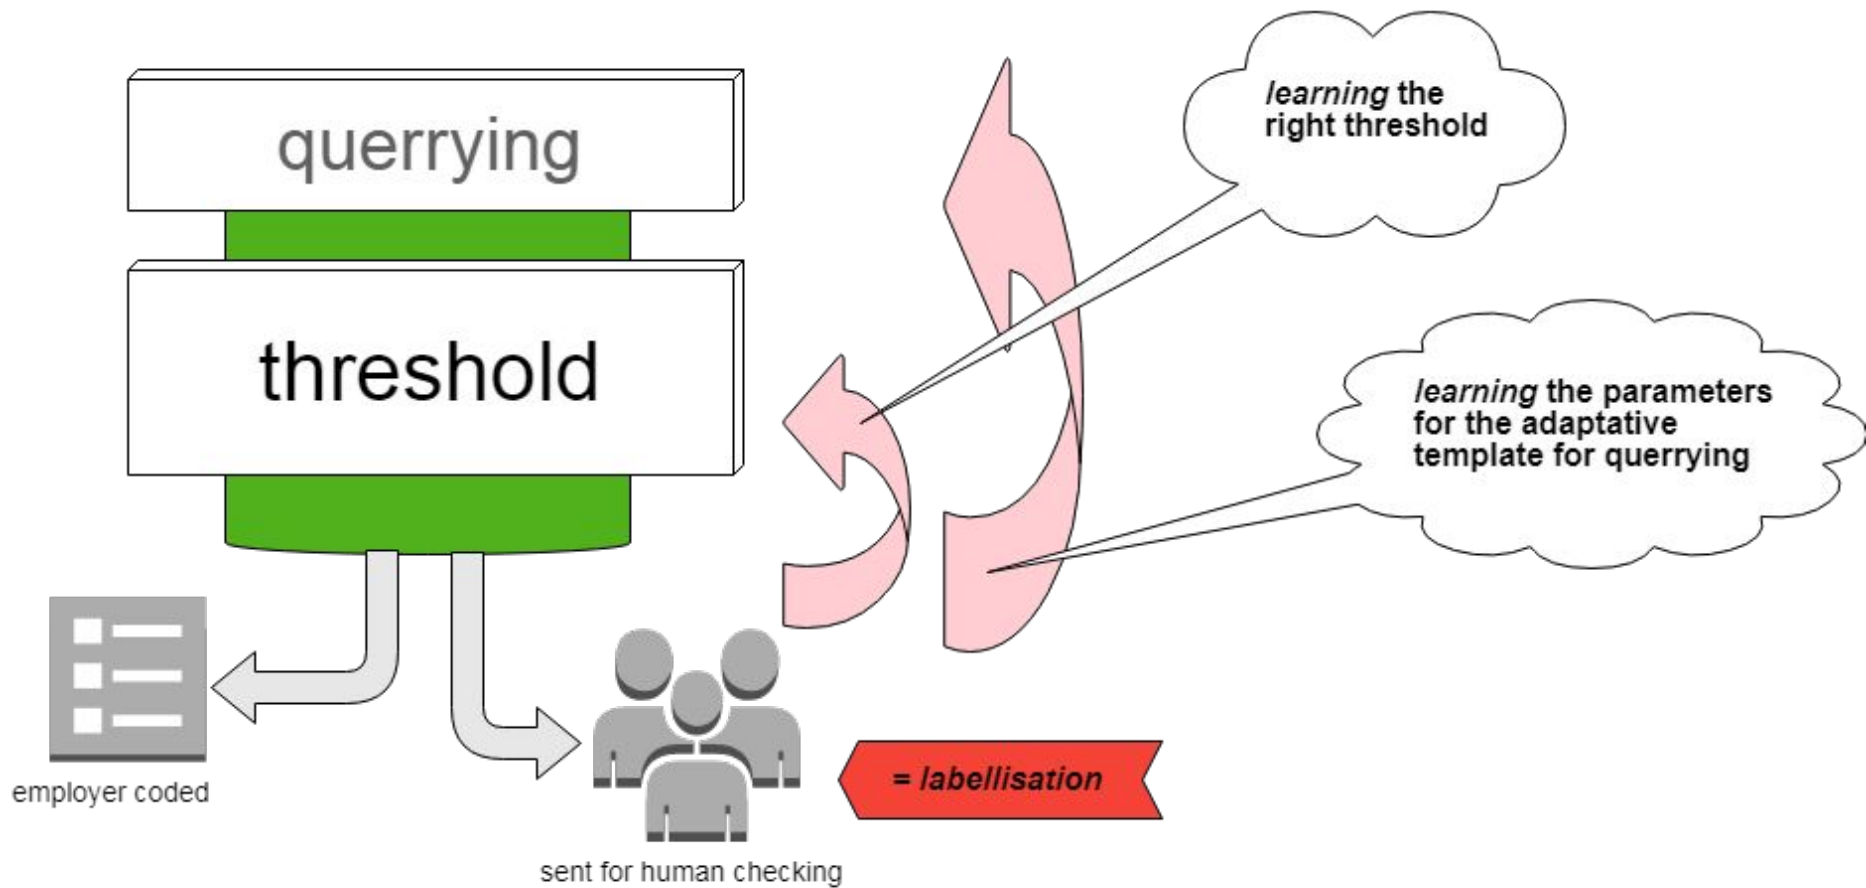 querrying
threshold
learning the
right threshold
learning the parameters
for the adaptative
template for querrying
employer coded
= labellisation
sent for human checking